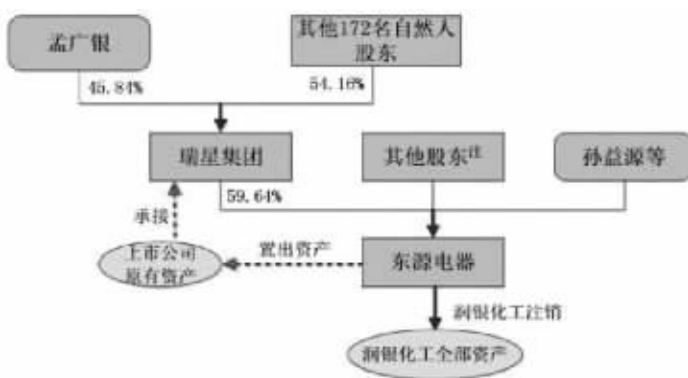 孟广银
其他172名自然人
股东
45.84%
54.16%
瑞星集团
其他股东注
孙益源等
59.64%
承接
上市公司
原有资产
置出资产
东源电器
润银化工注销
润银化工全部资产